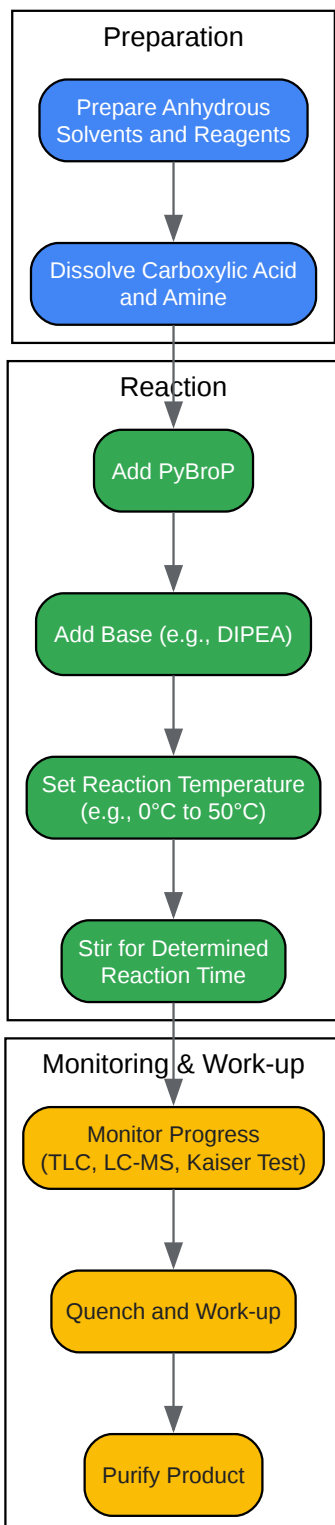 Preparation
Prepare Anhydrous
Solvents and Reagents
Dissolve Carboxylic Acid
and Amine
Reaction
Add PyBroP
Add Base (e.g., DIPEA)
Set Reaction Temperature
(e.g., 0°C to 50°C)
Stir for Determined
Reaction Time
Monitoring & Work-up
Monitor Progress
(TLC, LC-MS, Kaiser Test)
Quench and Work-up
Purify Product